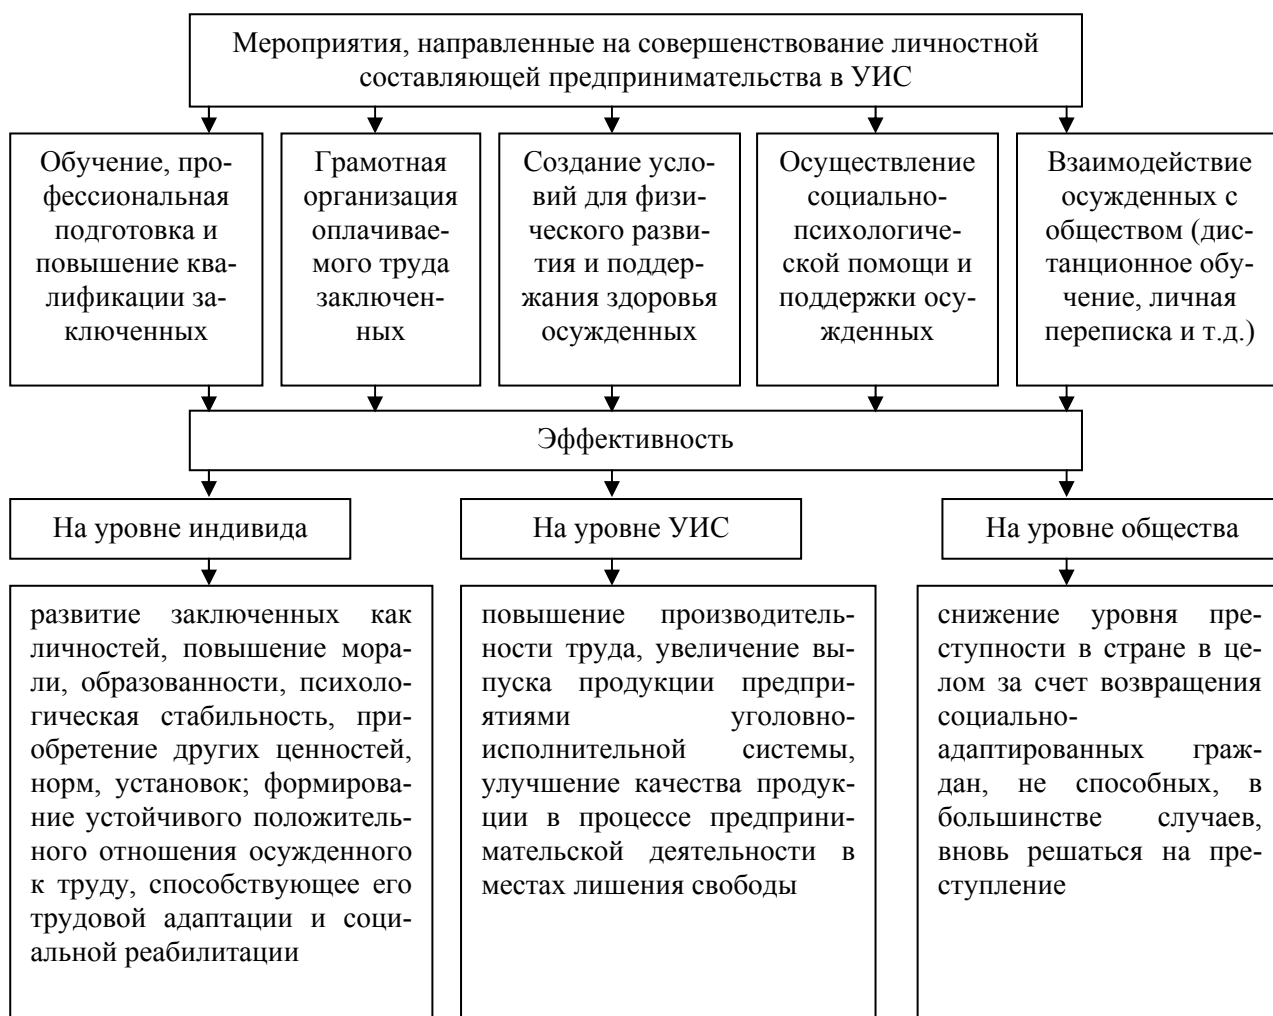 Мероприятия, направленные на совершенствование личностной
составляющей предпринимательства в УИС
Обучение, про-
фессиональная
подготовка и
повышение ква-
лификации за-
ключенных
Грамотная
организация
оплачивае-
мого труда
заключен-
ных
Создание усло-
вий для физи-
ческого разви-
тия и поддер-
жания здоровья
осужденных
Осуществление
социально-
психологиче-
ской помощи и
поддержки осу-
жденных
Взаимодействие
осужденных с
обществом (дис-
танционное обу-
чение, личная
переписка и т.д.)
Эффективность
На уровне индивида
На уровне УИС
На уровне общества
развитие заключенных как
личностей, повышение мора-
ли, образованности, психоло-
гическая стабильность, при-
обретение других ценностей,
норм, установок; формирова-
ние устойчивого положитель-
ного отношения осужденного
к труду, способствующее его
трудовой адаптации и соци-
альной реабилитации
повышение производитель-
ности труда, увеличение вы-
пуска продукции предпри-
ятиями уголовно-
исполнительной системы,
улучшение качества продук-
ции в процессе предприни-
мательской деятельности в
местах лишения свободы
снижение уровня пре-
ступности в стране в це-
лом за счет возвращения
социально-
адаптированных граж-
дан, не способных, в
большинстве случаев,
вновь решаться на пре-
ступление